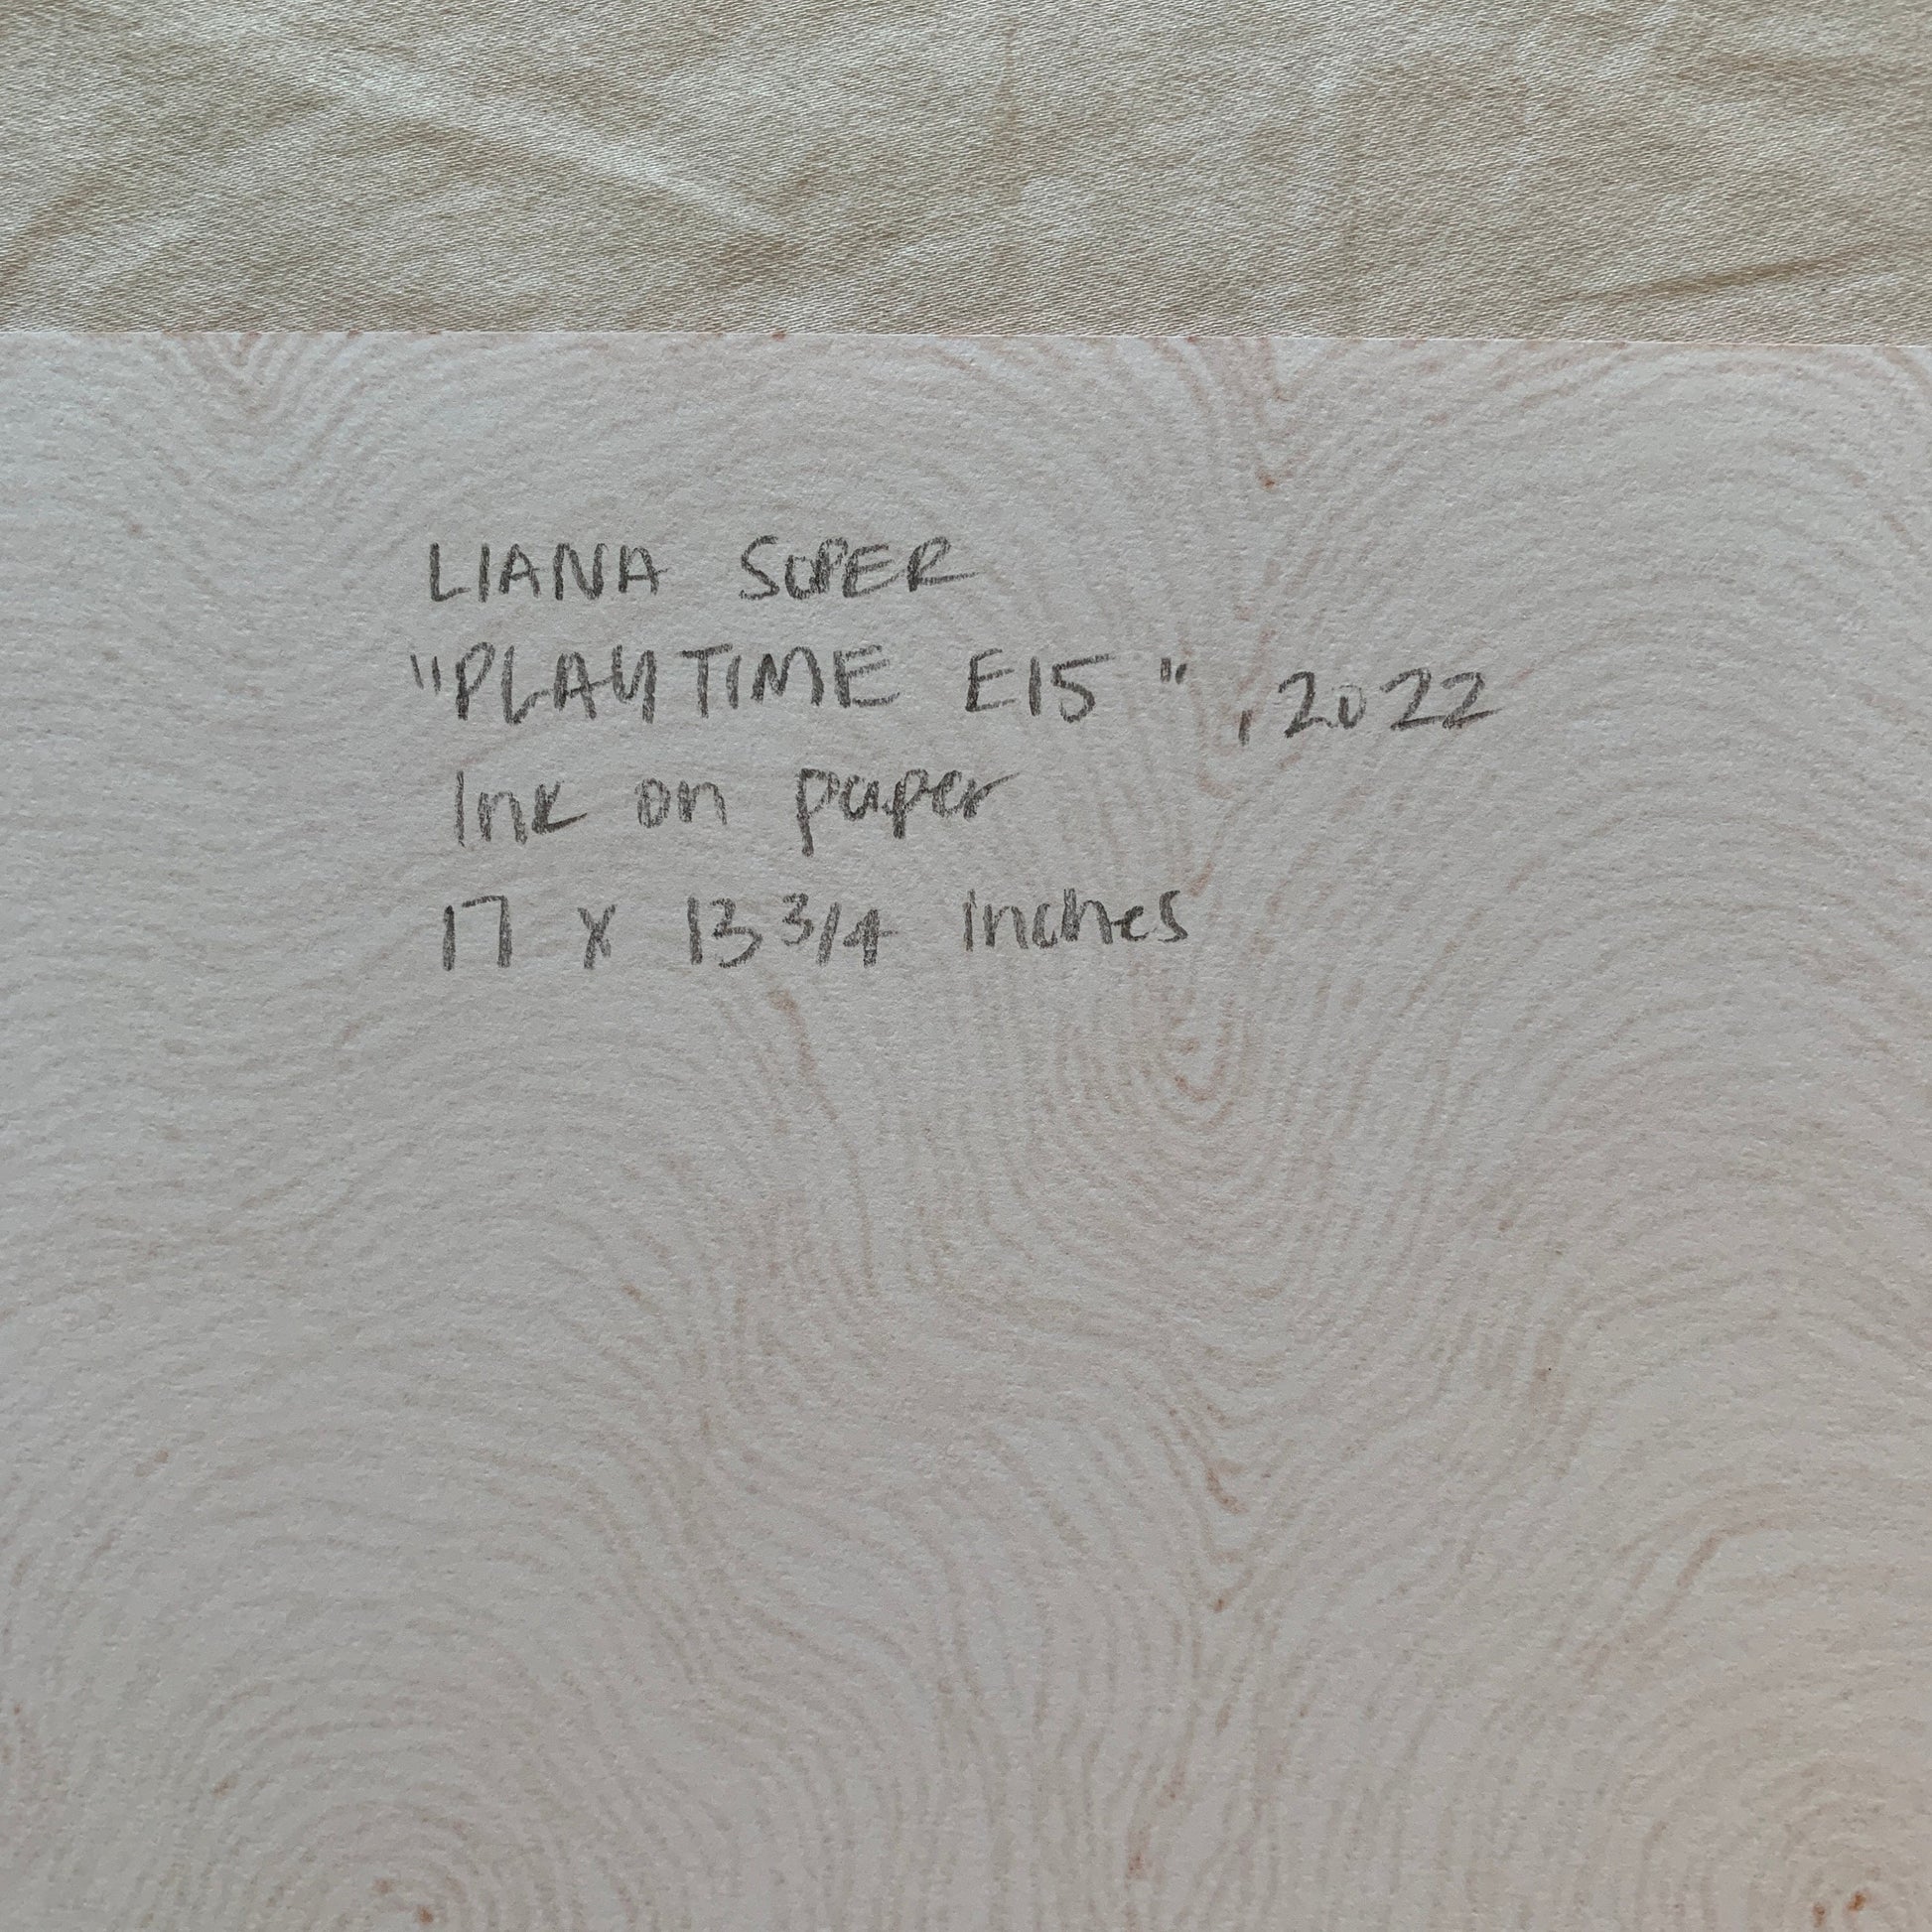 LIANA SOPER
"PLAYTIME E15", 2022
Ink on paper
17 x 13 3/4 inches